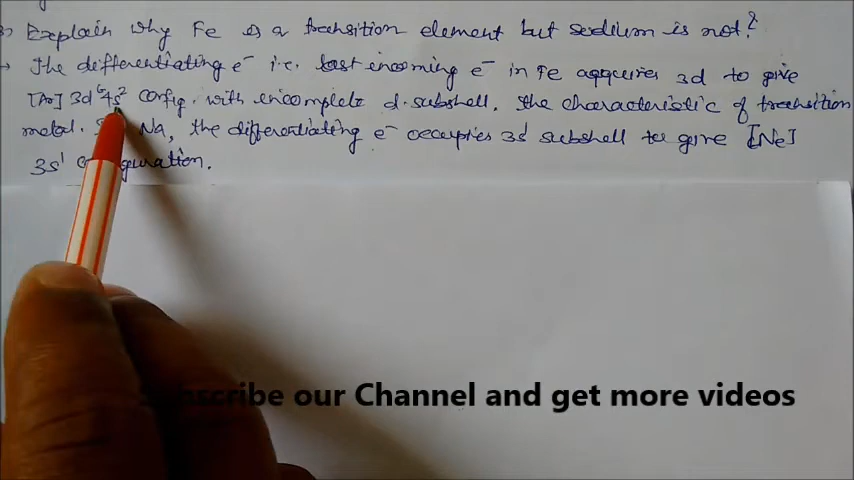 Explain why Fe is a transition element but sodium is not?
→ The differentiating e⁻ i.e. last incoming e⁻ in Fe acquires 3d to give
[Ar] 3d⁶4s² config. with incomplete d-subshell. The characteristic of transition
metal. Na, the differentiating e⁻ occupies 3s subshell to give [Ne]
3s¹ configuration.
Subscribe our Channel and get more videos